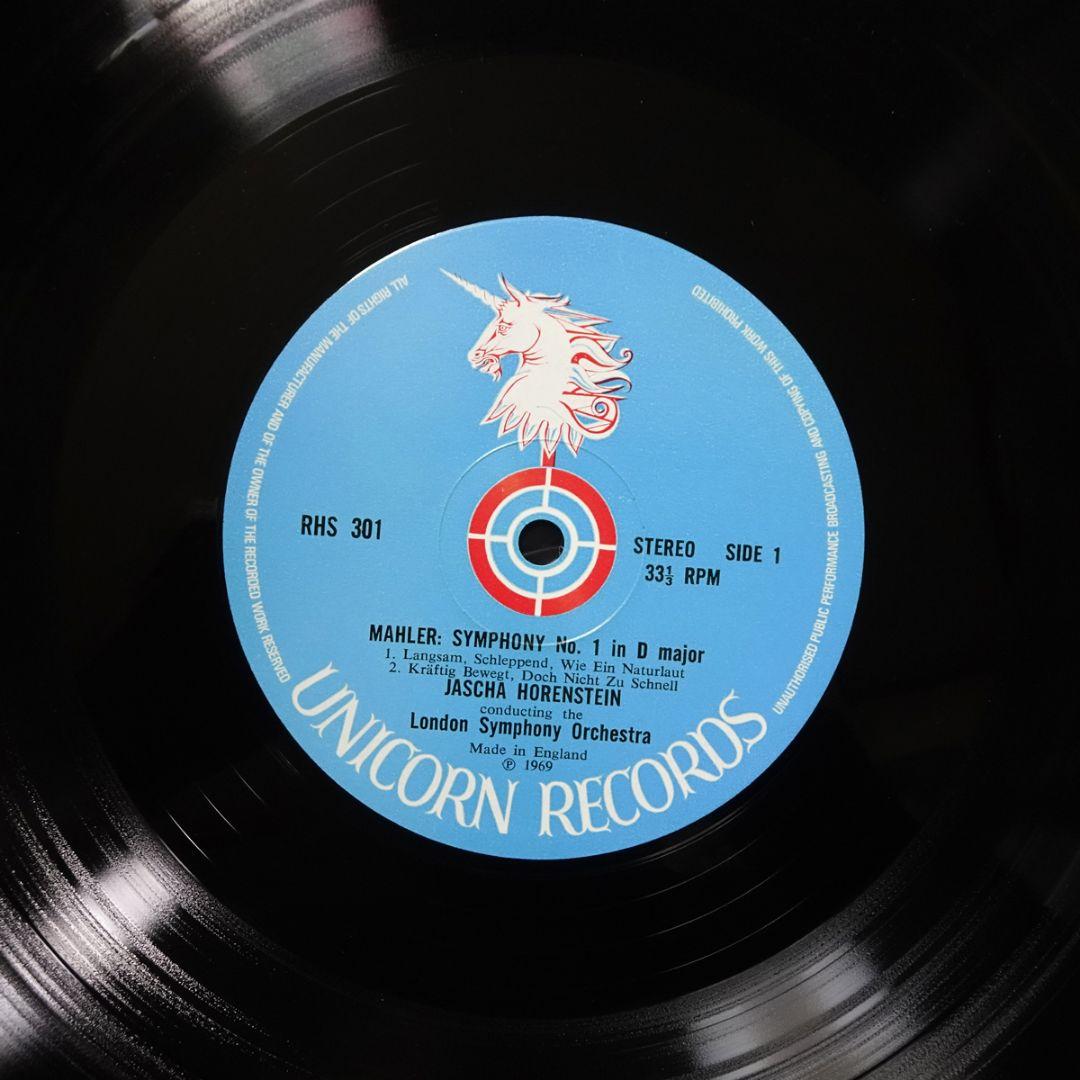 ALL RIGHTS OF THE MANUFACTURER AND OF THE OWNER OF THE RECORDED WORK RESERVED
UNAUTHORISED PUBLIC PERFORMANCE BROADCASTING AND COPYING OF THIS WORK PROHIBITED
RHS 301
STEREO SIDE 1
33⅓ RPM
MAHLER: SYMPHONY No. 1 in D major
1. Langsam, Schleppend, Wie Ein Naturlaut
2. Kräftig Bewegt, Doch Nicht Zu Schnell
JASCHA HORENSTEIN
conducting the
London Symphony Orchestra
Made in England
℗ 1969
UNICORN RECORDS